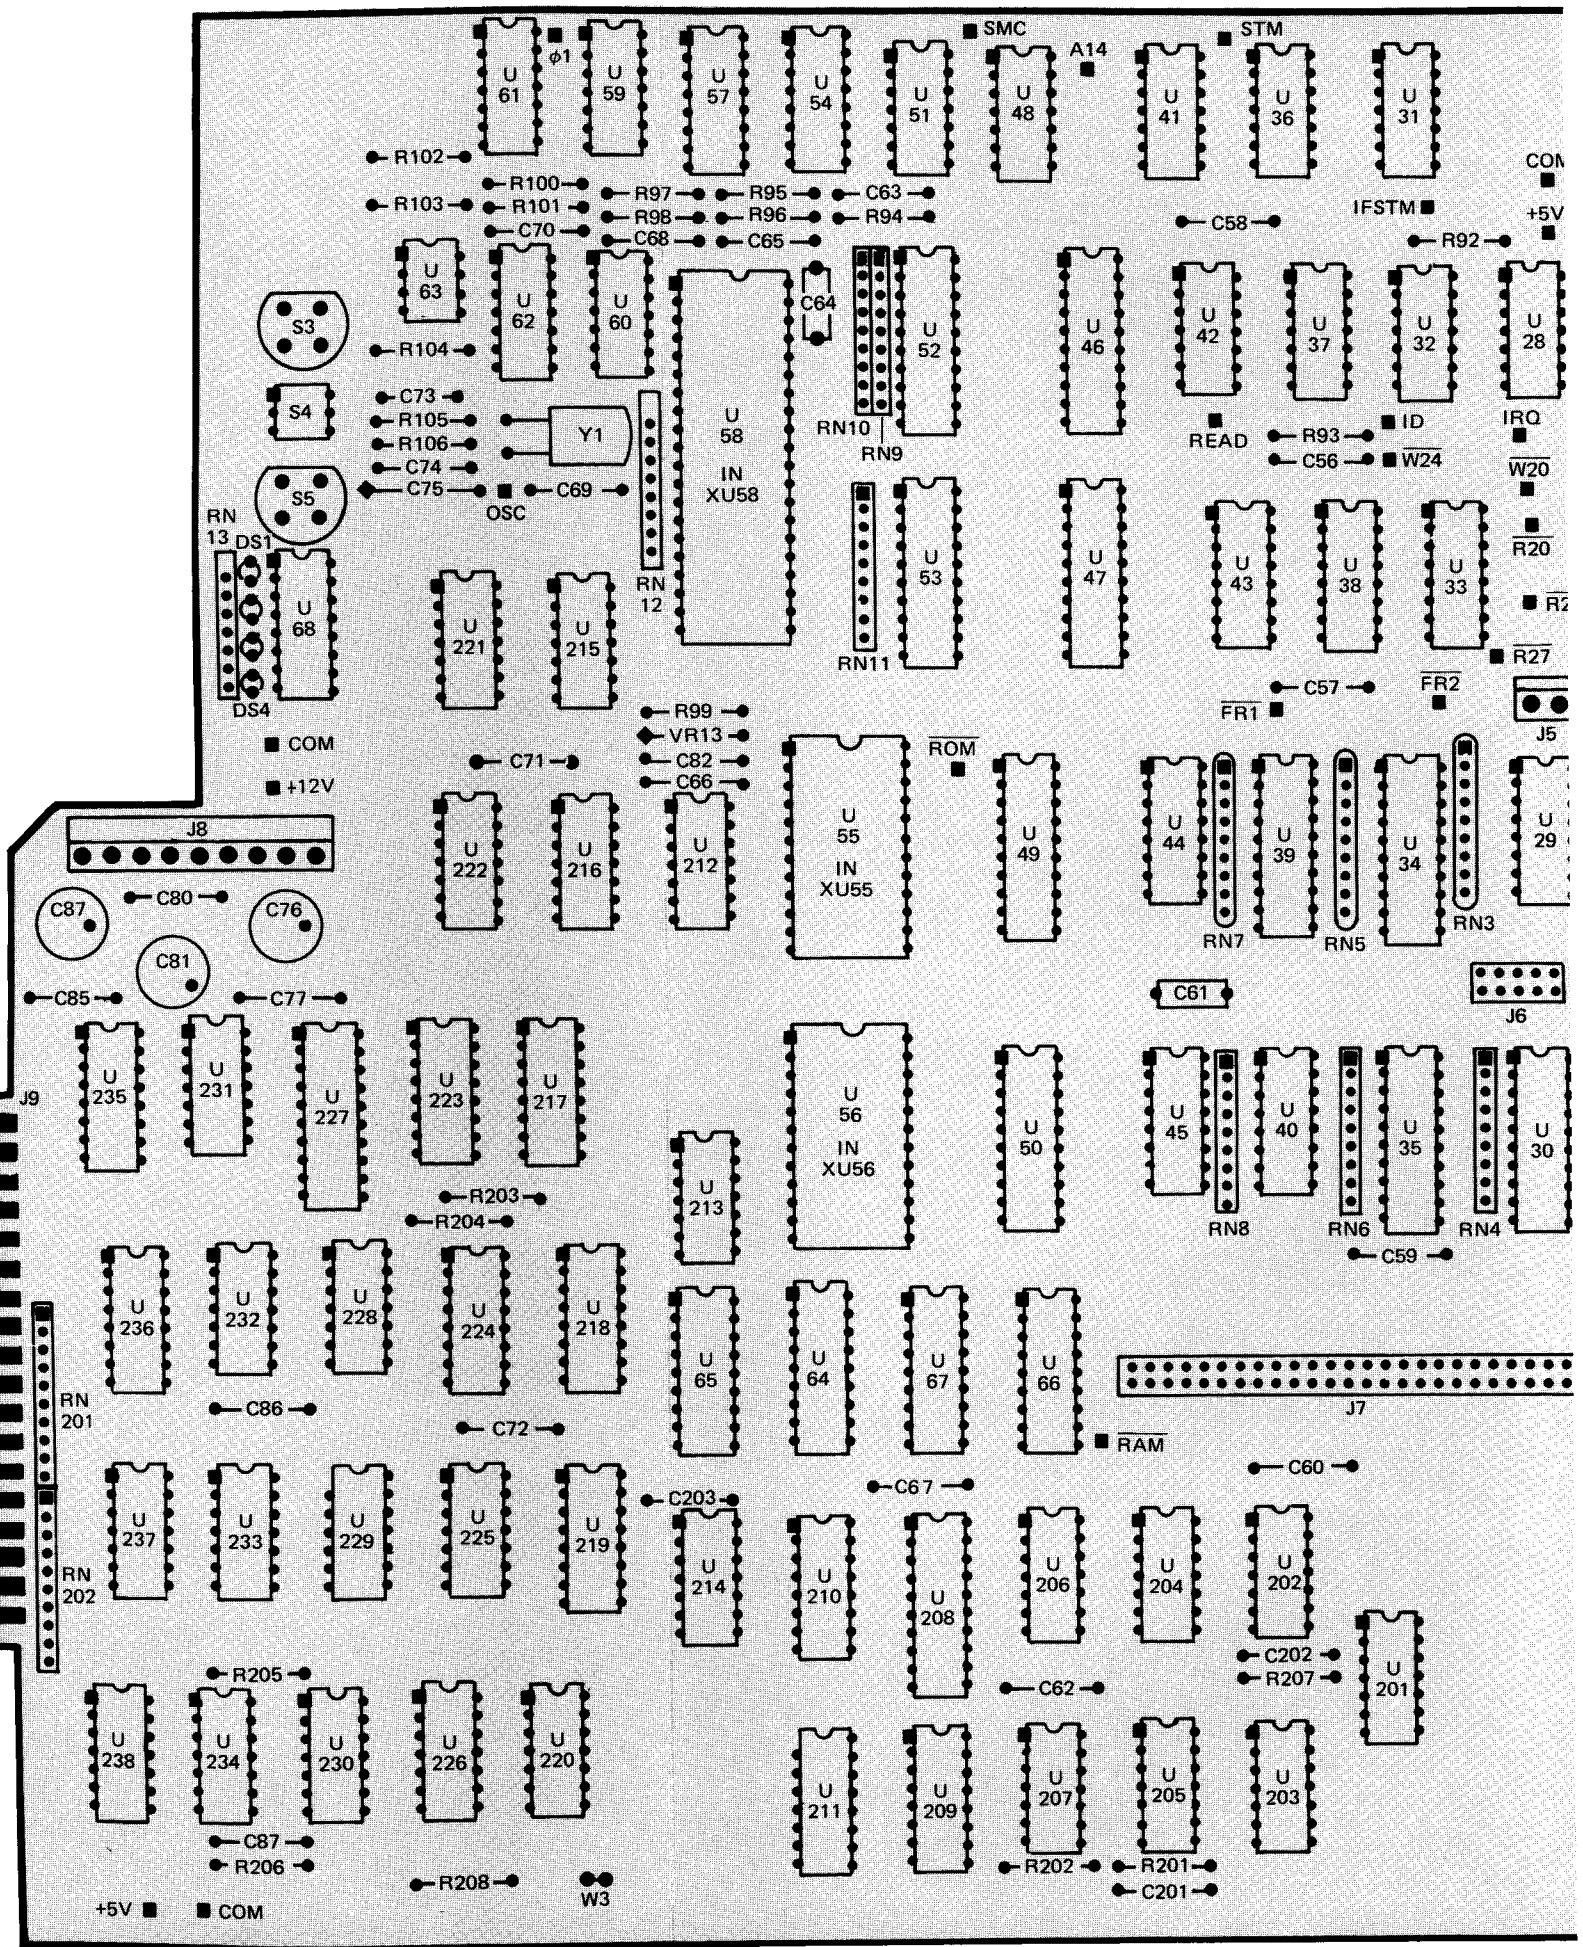 SMC
STM
A14
φ1
U
61
U
59
U
57
U
54
U
51
U
48
U
41
U
36
U
31
R102
R100
R97
R95
C63
COM
R103
R101
R98
R96
R94
IFSTM
+5V
C70
C68
C65
C58
R92
U
63
U
62
U
60
C64
U
52
U
46
U
42
U
37
U
32
U
28
S3
R104
S4
C73
R105
R106
C74
C75
Y1
U
58
IN
XU58
RN10
RN9
READ
R93
ID
IRQ
C56
W24
W20
S5
OSC
C69
RN
13
DS1
RN
12
R20
U
68
U
221
U
215
U
53
U
47
U
43
U
38
U
33
RN11
R27
DS4
R99
C57
FR2
FR1
COM
VR13
ROM
J5
C71
C82
+12V
C66
J8
U
222
U
216
U
212
U
55
IN
XU55
U
49
U
44
U
39
U
34
U
29
C87
C80
C76
RN7
RN5
RN3
C81
C85
C77
C61
J6
J9
U
235
U
231
U
227
U
223
U
217
U
56
IN
XU56
U
50
U
45
U
40
U
35
U
30
U
213
R203
R204
RN8
RN6
RN4
C59
U
236
U
232
U
228
U
224
U
218
U
65
U
64
U
67
U
66
RN
201
C86
C72
J7
RAM
C60
C203
C67
U
237
U
233
U
229
U
225
U
219
U
214
U
210
U
208
U
206
U
204
U
202
RN
202
C202
R207
U
201
R205
C62
U
238
U
234
U
230
U
226
U
220
U
211
U
209
U
207
U
205
U
203
C87
R206
R202
R201
R208
W3
C201
+5V
COM